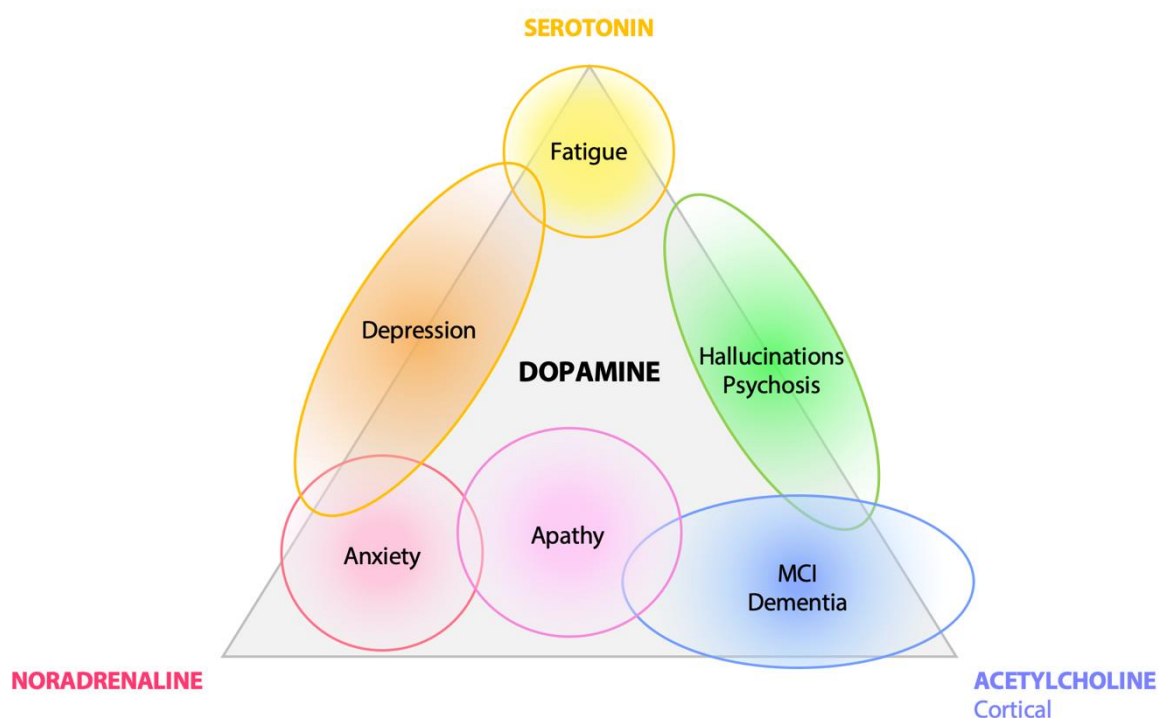 SEROTONIN
Fatigue
Depression
Hallucinations
Psychosis
DOPAMINE
Apathy
Anxiety
MCI
Dementia
NORADRENALINE
ACETYLCHOLINE
Cortical